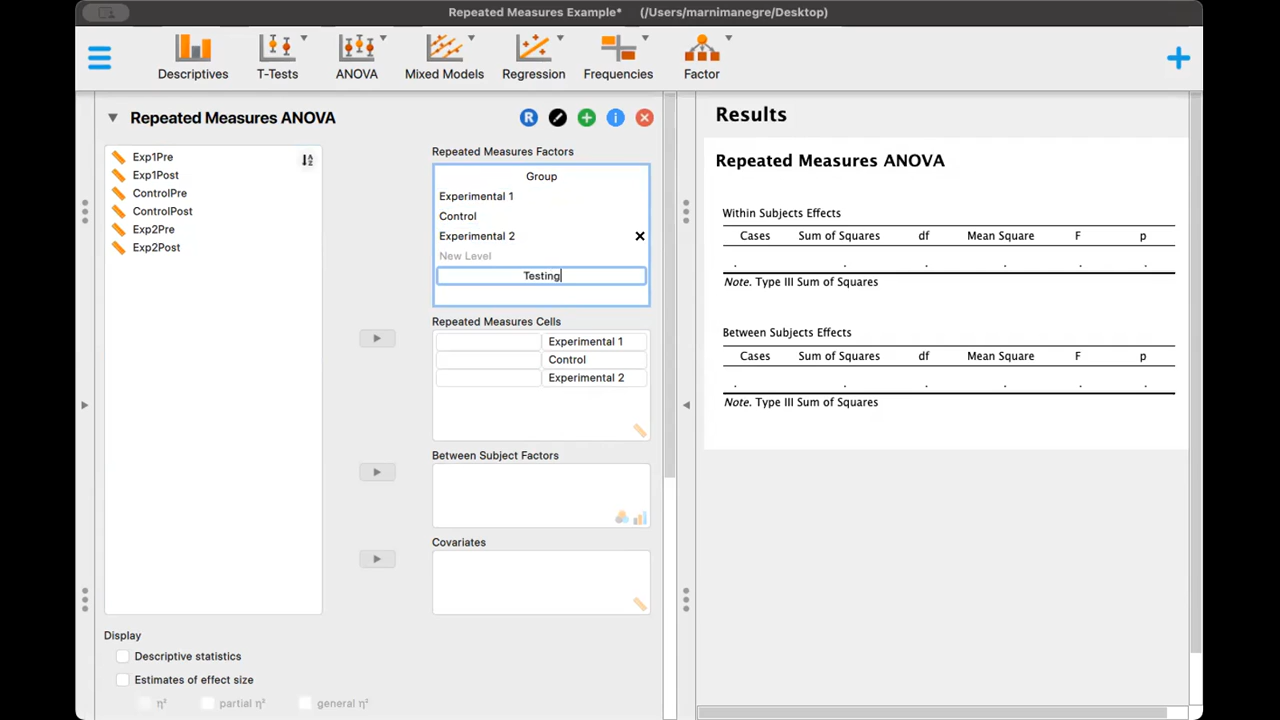 Repeated Measures Example* (/Users/marnimanegre/Desktop)
Descriptives T-Tests ANOVA Mixed Models Regression Frequencies Factor
Repeated Measures ANOVA
R
i
Exp1Pre
Exp1Post
ControlPre
ControlPost
Exp2Pre
Exp2Post
Repeated Measures Factors
Group
Experimental 1
Control
Experimental 2
New Level
Testing
Repeated Measures Cells
Experimental 1
Control
Experimental 2
Between Subject Factors
Covariates
Display
Descriptive statistics
Estimates of effect size
η² partial η² general η²
Results
Repeated Measures ANOVA
Within Subjects Effects
Cases Sum of Squares df Mean Square F p
. . . . . .
Note. Type III Sum of Squares
Between Subjects Effects
Cases Sum of Squares df Mean Square F p
. . . . . .
Note. Type III Sum of Squares